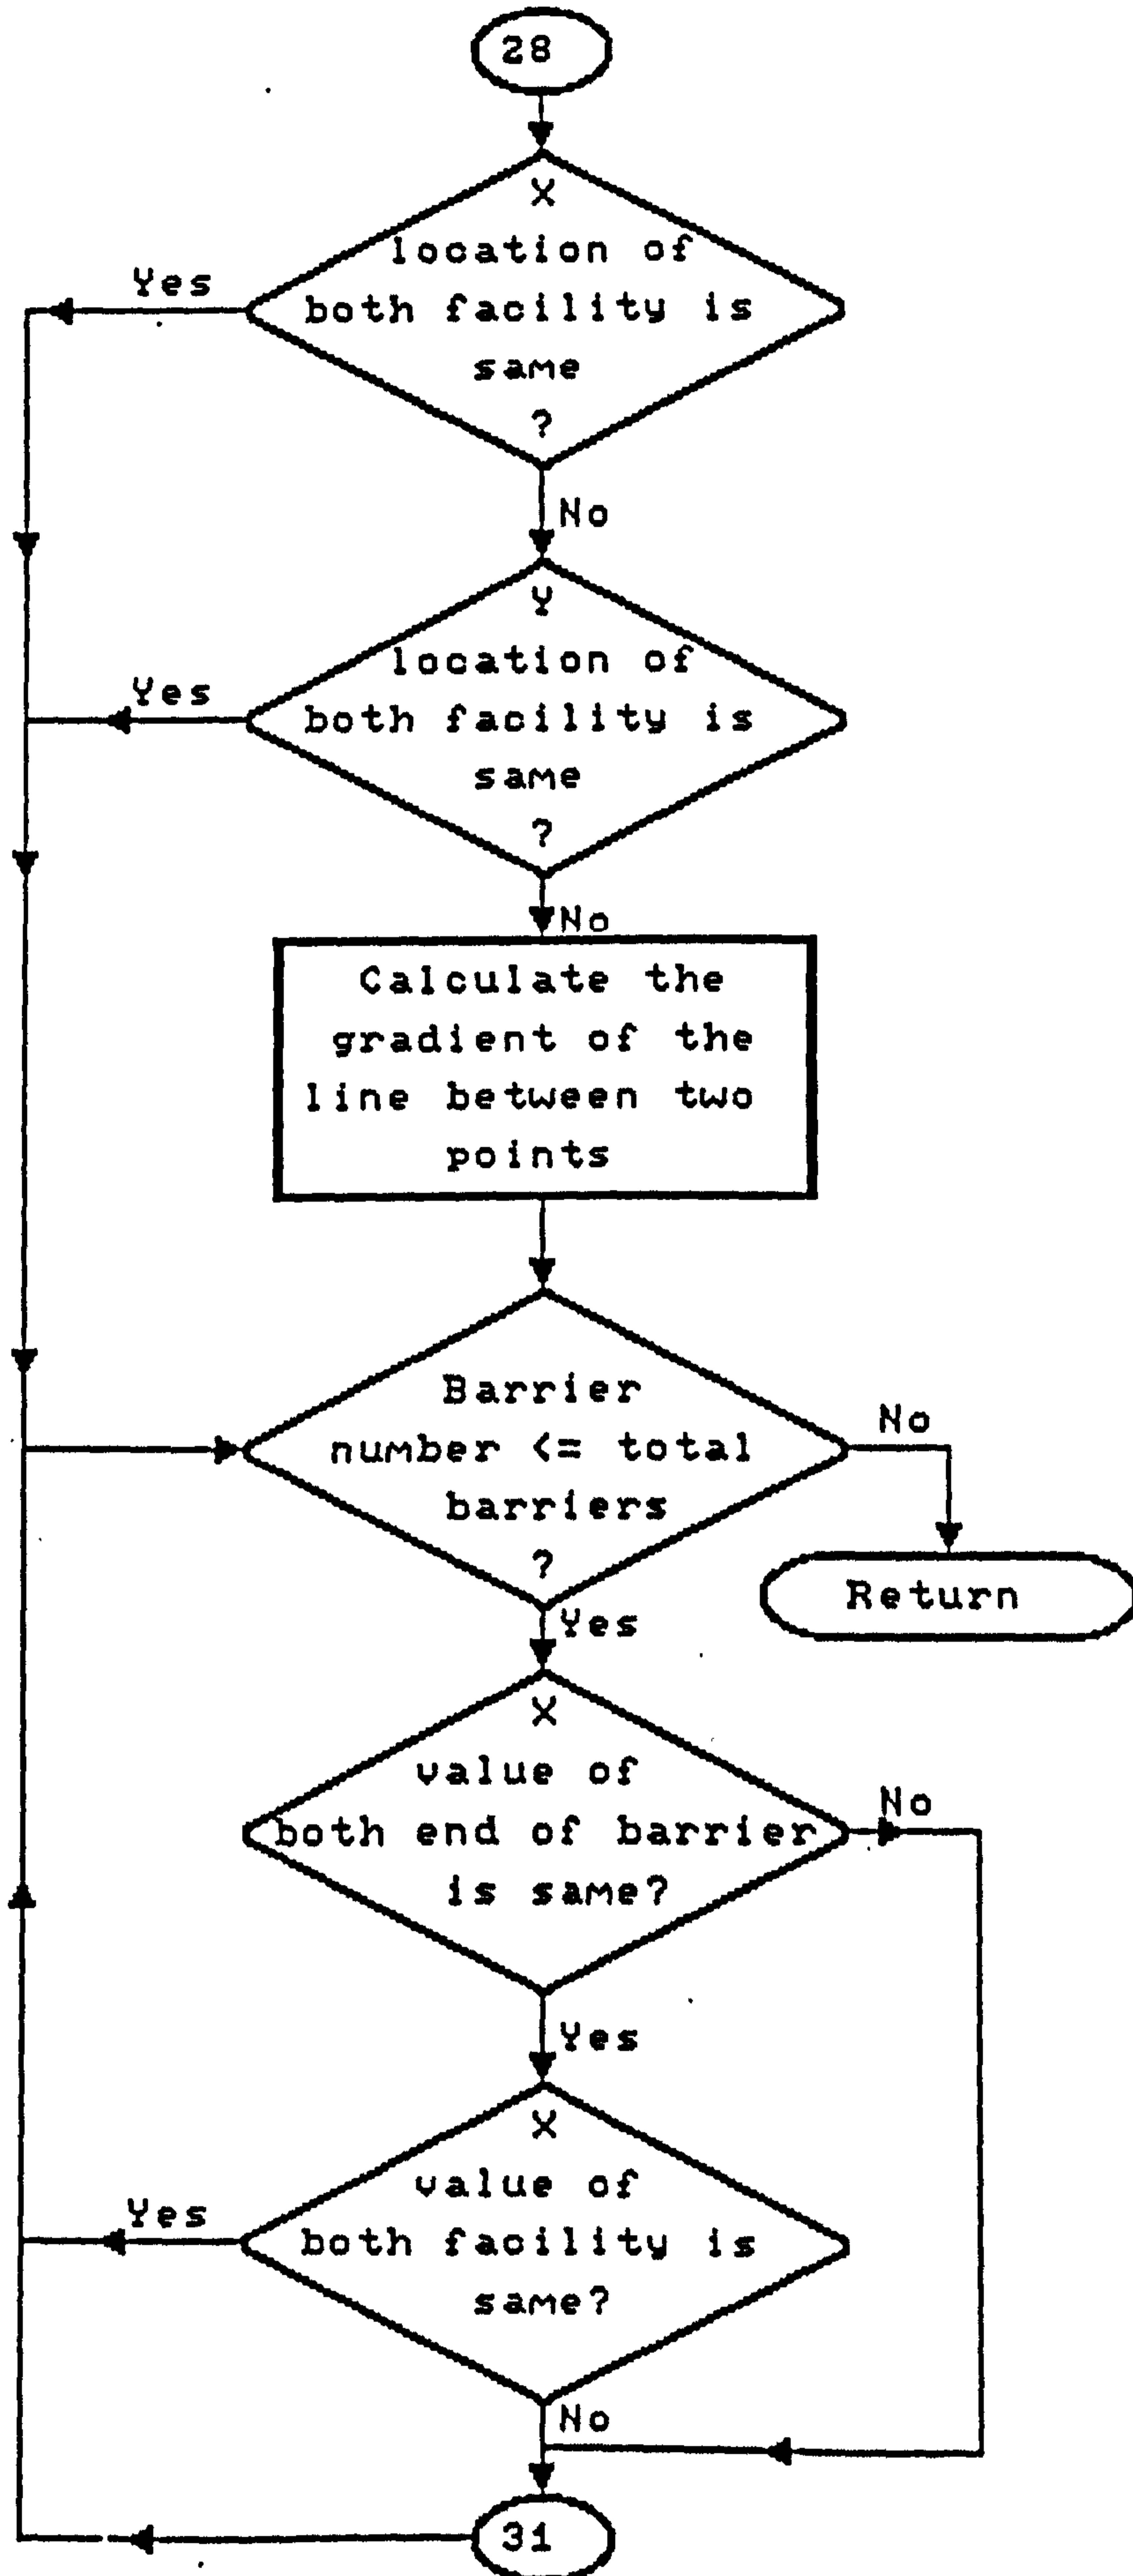 28
X
location of
both facility is
same
?
Yes
No
Y
location of
both facility is
same
?
Yes
No
Calculate the
gradient of the
line between two
points
Barrier
number <= total
barriers
?
No
Return
Yes
X
value of
both end of barrier
is same?
No
Yes
X
value of
both facility is
same?
Yes
No
31